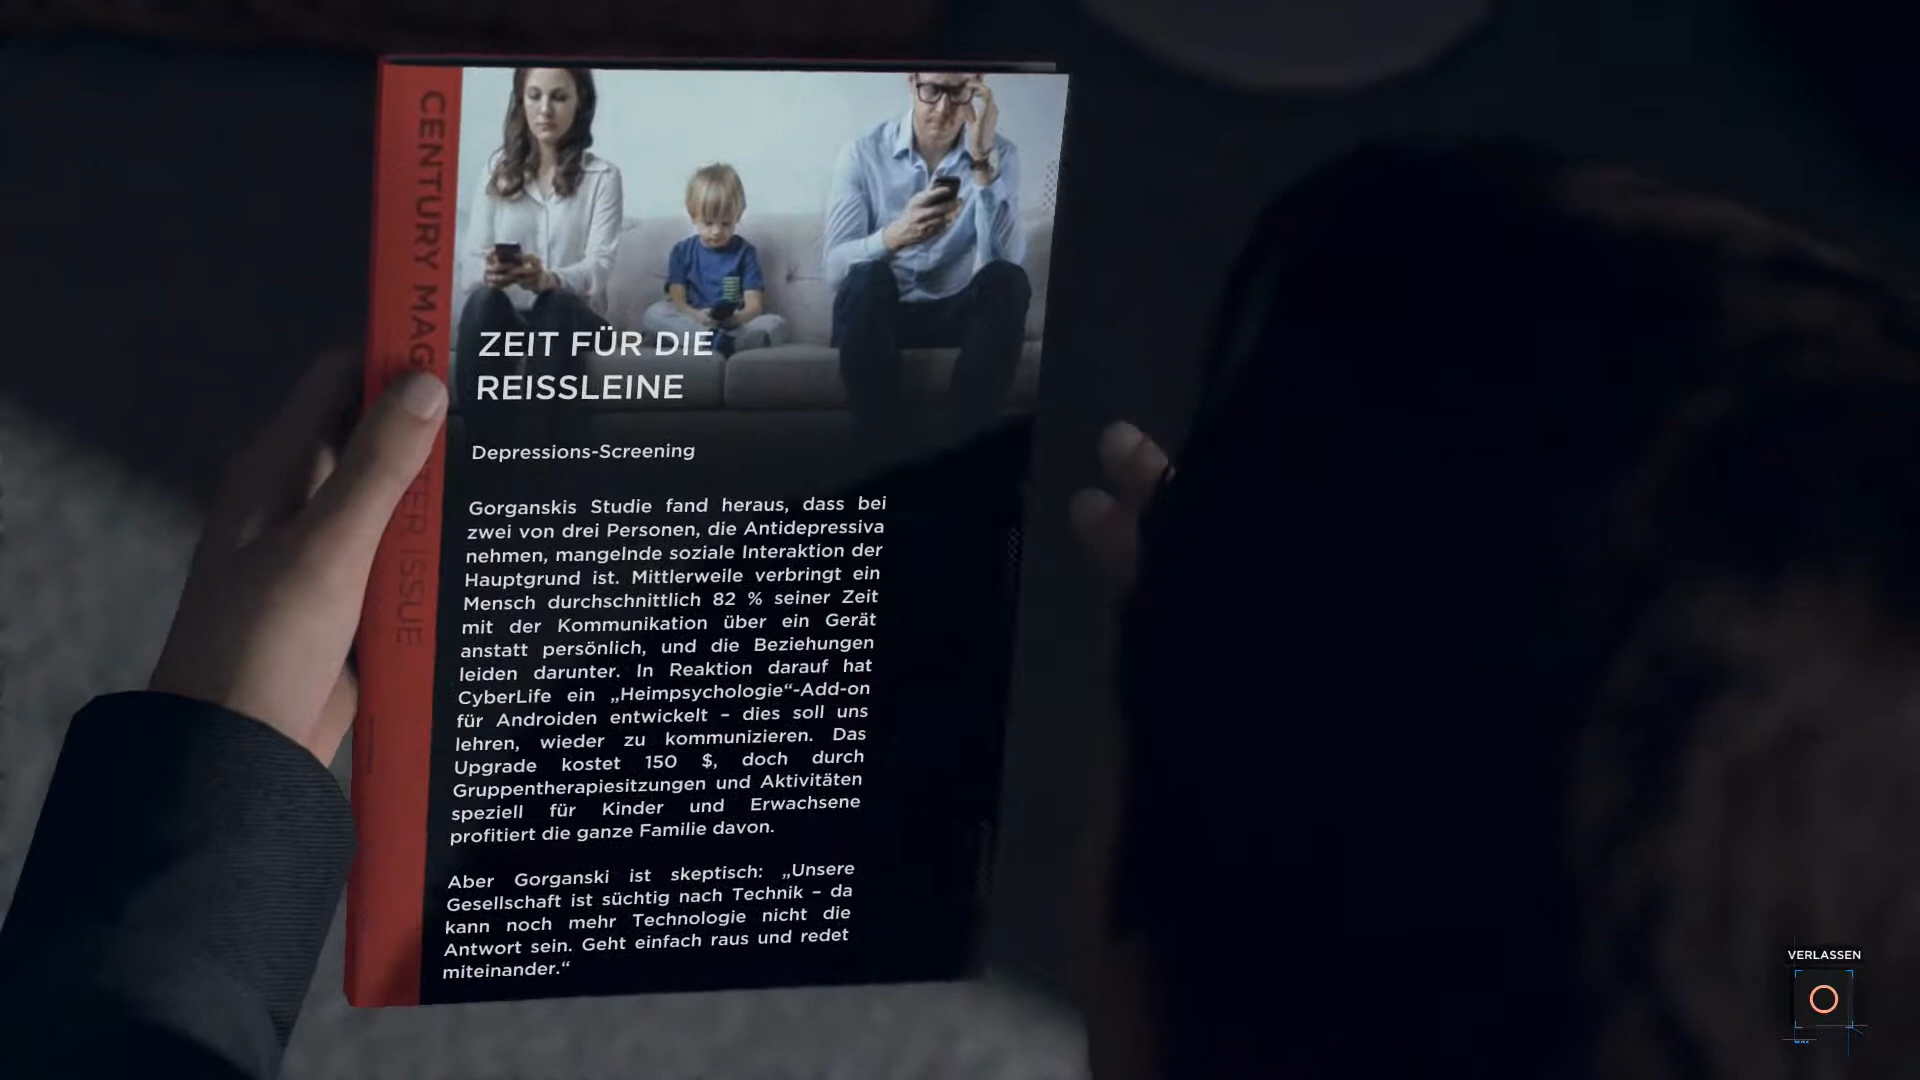 CENTURY MAG
TER ISSUE
ZEIT FÜR DIE
REISSLEINE
Depressions-Screening
Gorganskis Studie fand heraus, dass bei
zwei von drei Personen, die Antidepressiva
nehmen, mangelnde soziale Interaktion der
Hauptgrund ist. Mittlerweile verbringt ein
Mensch durchschnittlich 82 % seiner Zeit
mit der Kommunikation über ein Gerät
anstatt persönlich, und die Beziehungen
leiden darunter. In Reaktion darauf hat
CyberLife ein „Heimpsychologie“-Add-on
für Androiden entwickelt – dies soll uns
lehren, wieder zu kommunizieren. Das
Upgrade kostet 150 $, doch durch
Gruppentherapiesitzungen und Aktivitäten
speziell für Kinder und Erwachsene
profitiert die ganze Familie davon.
Aber Gorganski ist skeptisch: „Unsere
Gesellschaft ist süchtig nach Technik – da
kann noch mehr Technologie nicht die
Antwort sein. Geht einfach raus und redet
miteinander.“
VERLASSEN